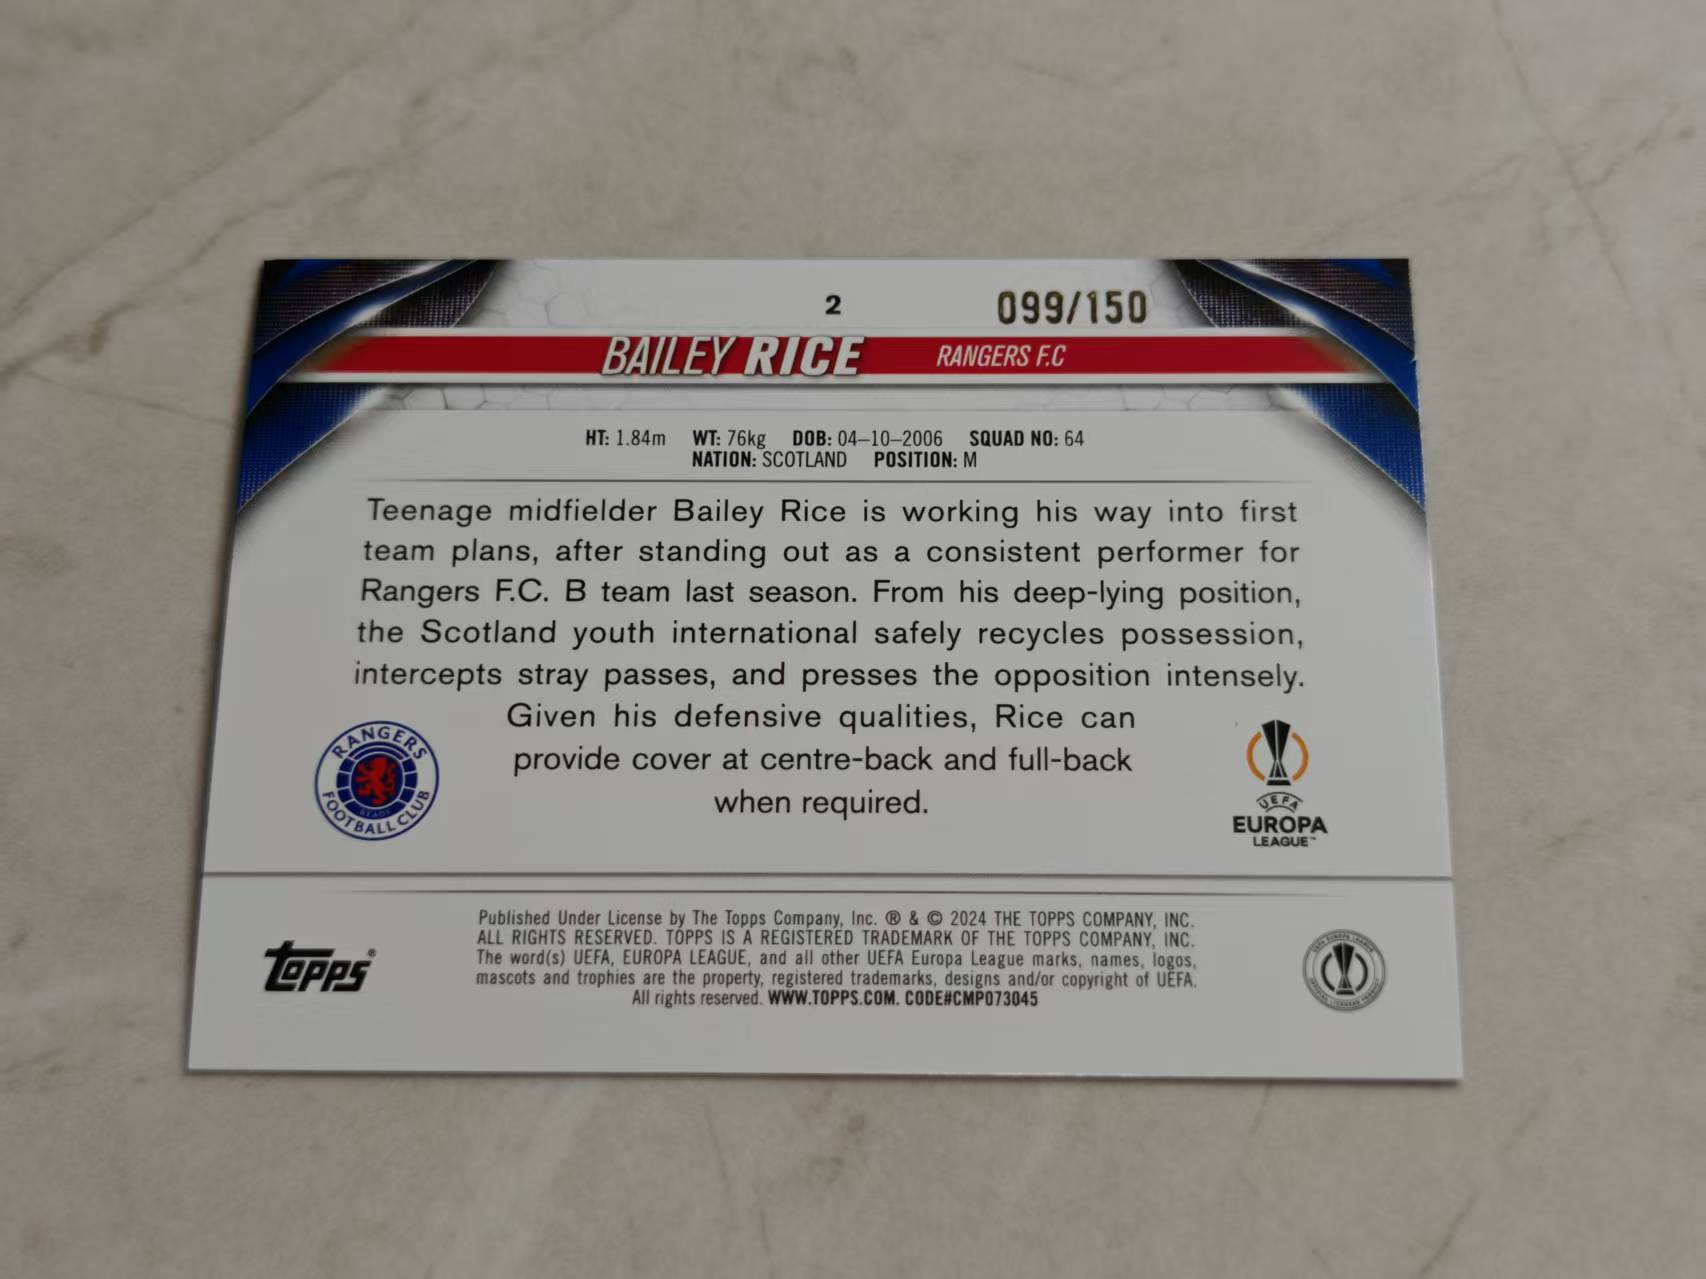 2
099/150
BAILEY RICE
RANGERS F.C
HT: 1.84m WT: 76kg DOB: 04–10–2006 SQUAD NO: 64
NATION: SCOTLAND POSITION: M
Teenage midfielder Bailey Rice is working his way into first
team plans, after standing out as a consistent performer for
Rangers F.C. B team last season. From his deep-lying position,
the Scotland youth international safely recycles possession,
intercepts stray passes, and presses the opposition intensely.
Given his defensive qualities, Rice can
provide cover at centre-back and full-back
when required.
RANGERS
READY
FOOTBALL CLUB
UEFA
EUROPA
LEAGUE™
Topps®
Published Under License by The Topps Company, Inc. ® & © 2024 THE TOPPS COMPANY, INC.
ALL RIGHTS RESERVED. TOPPS IS A REGISTERED TRADEMARK OF THE TOPPS COMPANY, INC.
The word(s) UEFA, EUROPA LEAGUE, and all other UEFA Europa League marks, names, logos,
mascots and trophies are the property, registered trademarks, designs and/or copyright of UEFA.
All rights reserved. WWW.TOPPS.COM. CODE#CMP073045
UEFA EUROPA LEAGUE
OFFICIAL LICENSED PRODUCT